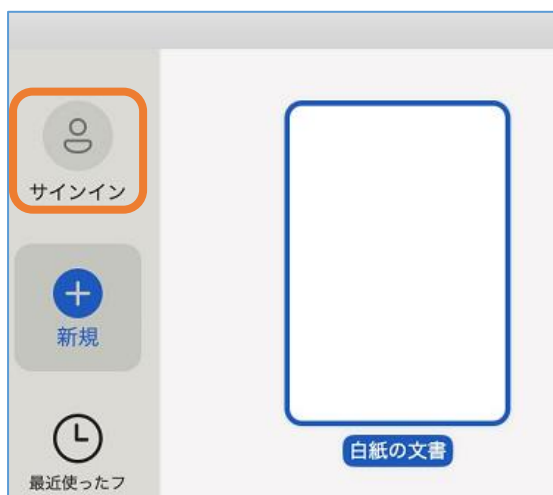 サインイン
新規
白紙の文書
最近使ったフ